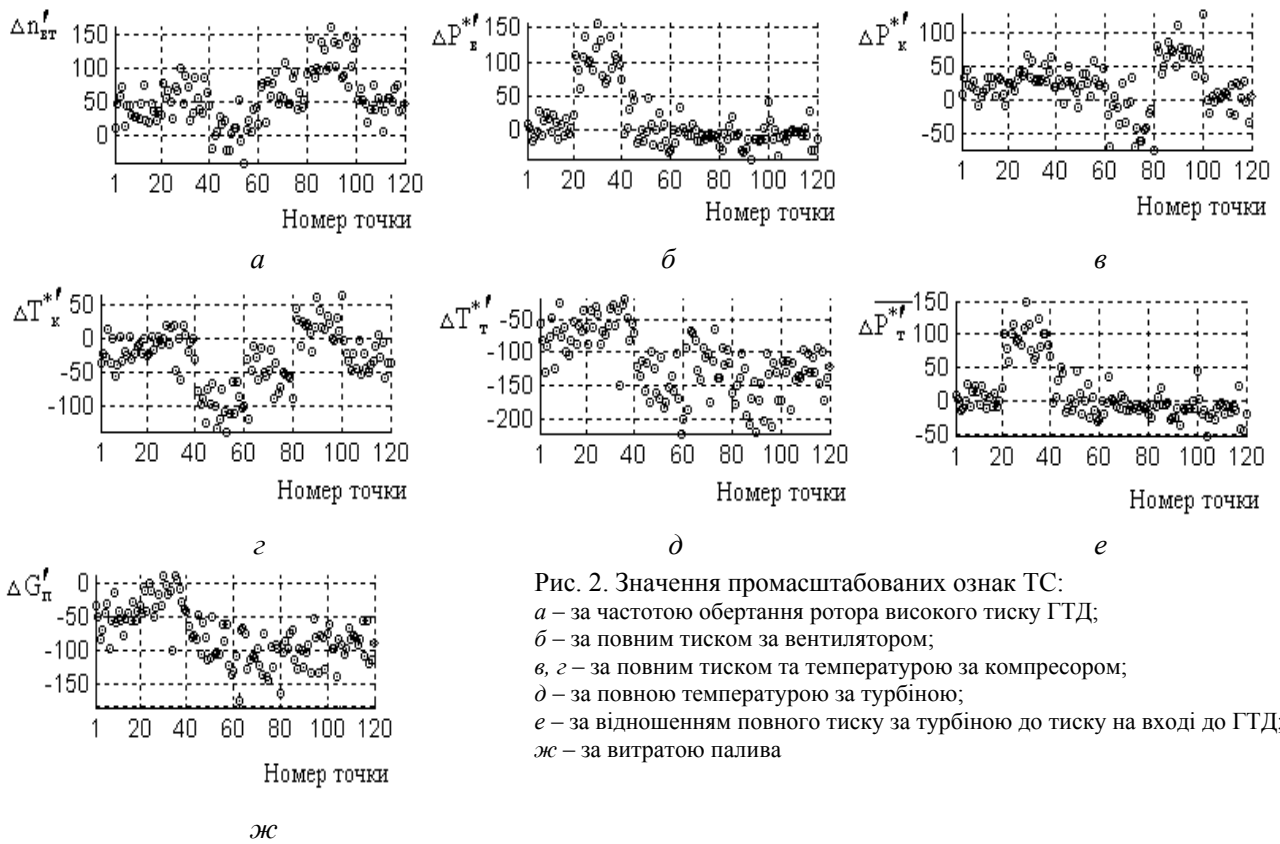 Δn'вт
150
100
50
0
1 20 40 60 80 100 120
Номер точки
а
ΔP*'в
150
100
50
0
1 20 40 60 80 100 120
Номер точки
б
ΔP*'к
100
50
0
-50
1 20 40 60 80 100 120
Номер точки
в
ΔT*'к
50
0
-50
-100
1 20 40 60 80 100 120
Номер точки
г
ΔT*'т
-50
-100
-150
-200
1 20 40 60 80 100 120
Номер точки
д
ΔP*'т
150
100
50
0
-50
1 20 40 60 80 100 120
Номер точки
е
ΔG'п
0
-50
-100
-150
1 20 40 60 80 100 120
Номер точки
ж
Рис. 2. Значення промасштабованих ознак ТС:
а – за частотою обертання ротора високого тиску ГТД;
б – за повним тиском за вентилятором;
в, г – за повним тиском та температурою за компресором;
д – за повною температурою за турбіною;
е – за відношенням повного тиску за турбіною до тиску на вході до ГТД;
ж – за витратою палива